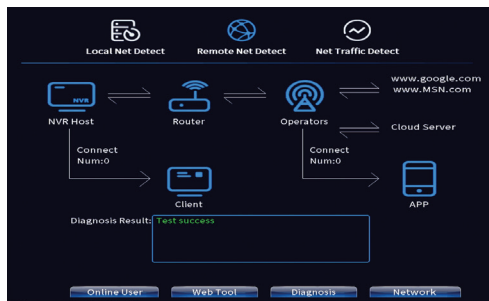 Local Net Detect
Remote Net Detect
Net Traffic Detect
www.google.com
www.MSN.com
NVR
NVR Host
Router
Operators
Cloud Server
Connect
Num:0
Connect
Num:0
Client
APP
Diagnosis Result: Test success
Online User
Web Tool
Diagnosis
Network